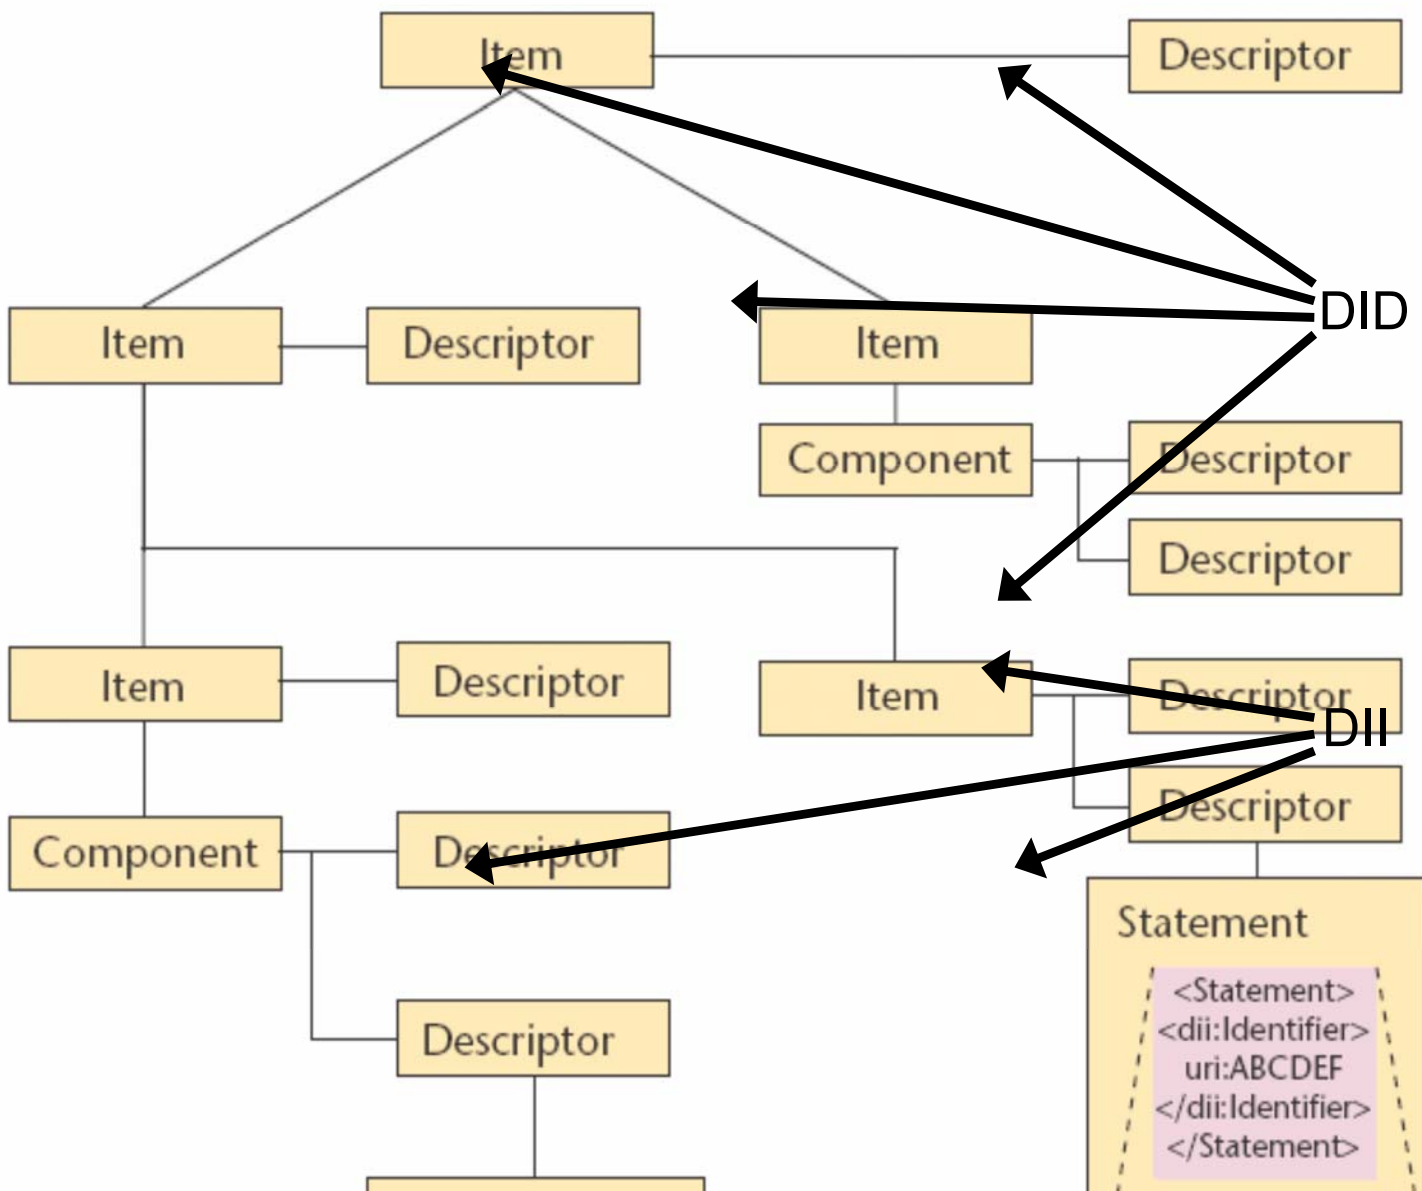 Item
Descriptor
DID
Item
Descriptor
Item
Component
Descriptor
Descriptor
Item
Descriptor
Item
Descriptor
DII
Descriptor
Component
Descriptor
Statement
<Statement>
<dii:Identifier>
uri:ABCDEF
</dii:Identifier>
</Statement>
Descriptor